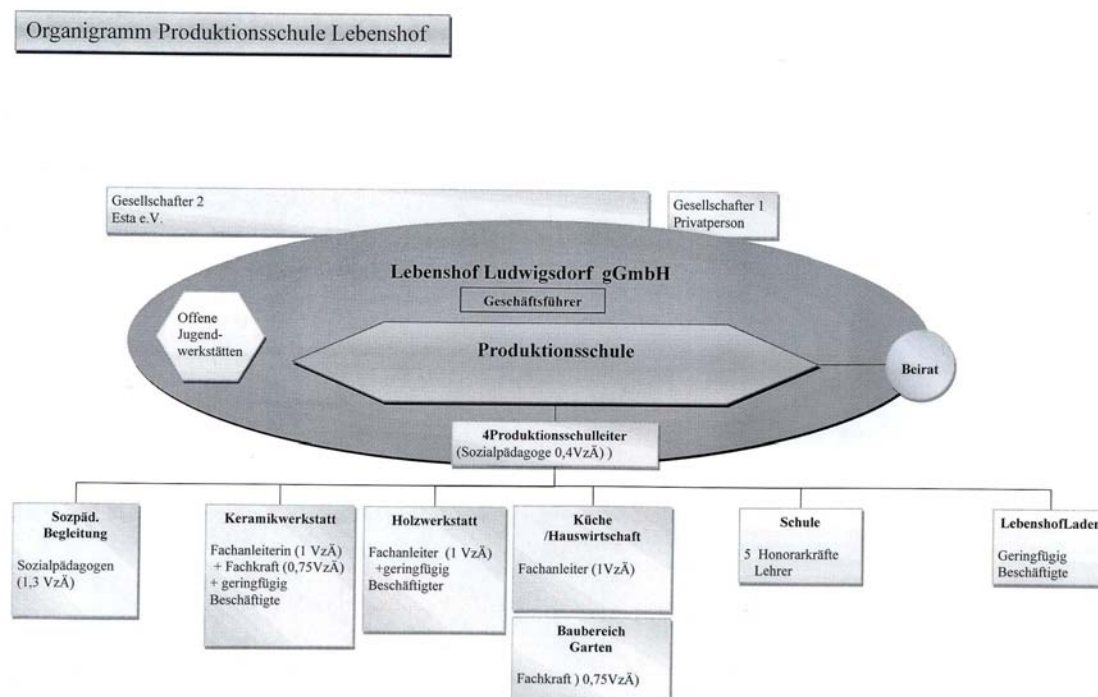 Organigramm Produktionsschule Lebenshof
Gesellschafter 2
Esta e.V.
Gesellschafter 1
Privatperson
Lebenshof Ludwigsdorf gGmbH
Geschäftsführer
Offene
Jugend-
werkstätten
Produktionsschule
Beirat
4Produktionsschulleiter
(Sozialpädagoge 0,4VzÄ) )
Sozpäd.
Begleitung
Sozialpädagogen
(1,3 VzÄ)
Keramikwerkstatt
Fachanleiterin (1 VzÄ)
+ Fachkraft (0,75VzÄ)
+ geringfügig
Beschäftigte
Holzwerkstatt
Fachanleiter (1 VzÄ)
+geringfügig
Beschäftigter
Küche
/Hauswirtschaft
Fachanleiter (1VzÄ)
Baubereich
Garten
Fachkraft ) 0,75VzÄ)
Schule
5 Honorarkräfte
Lehrer
LebenshofLaden
Geringfügig
Beschäftigte